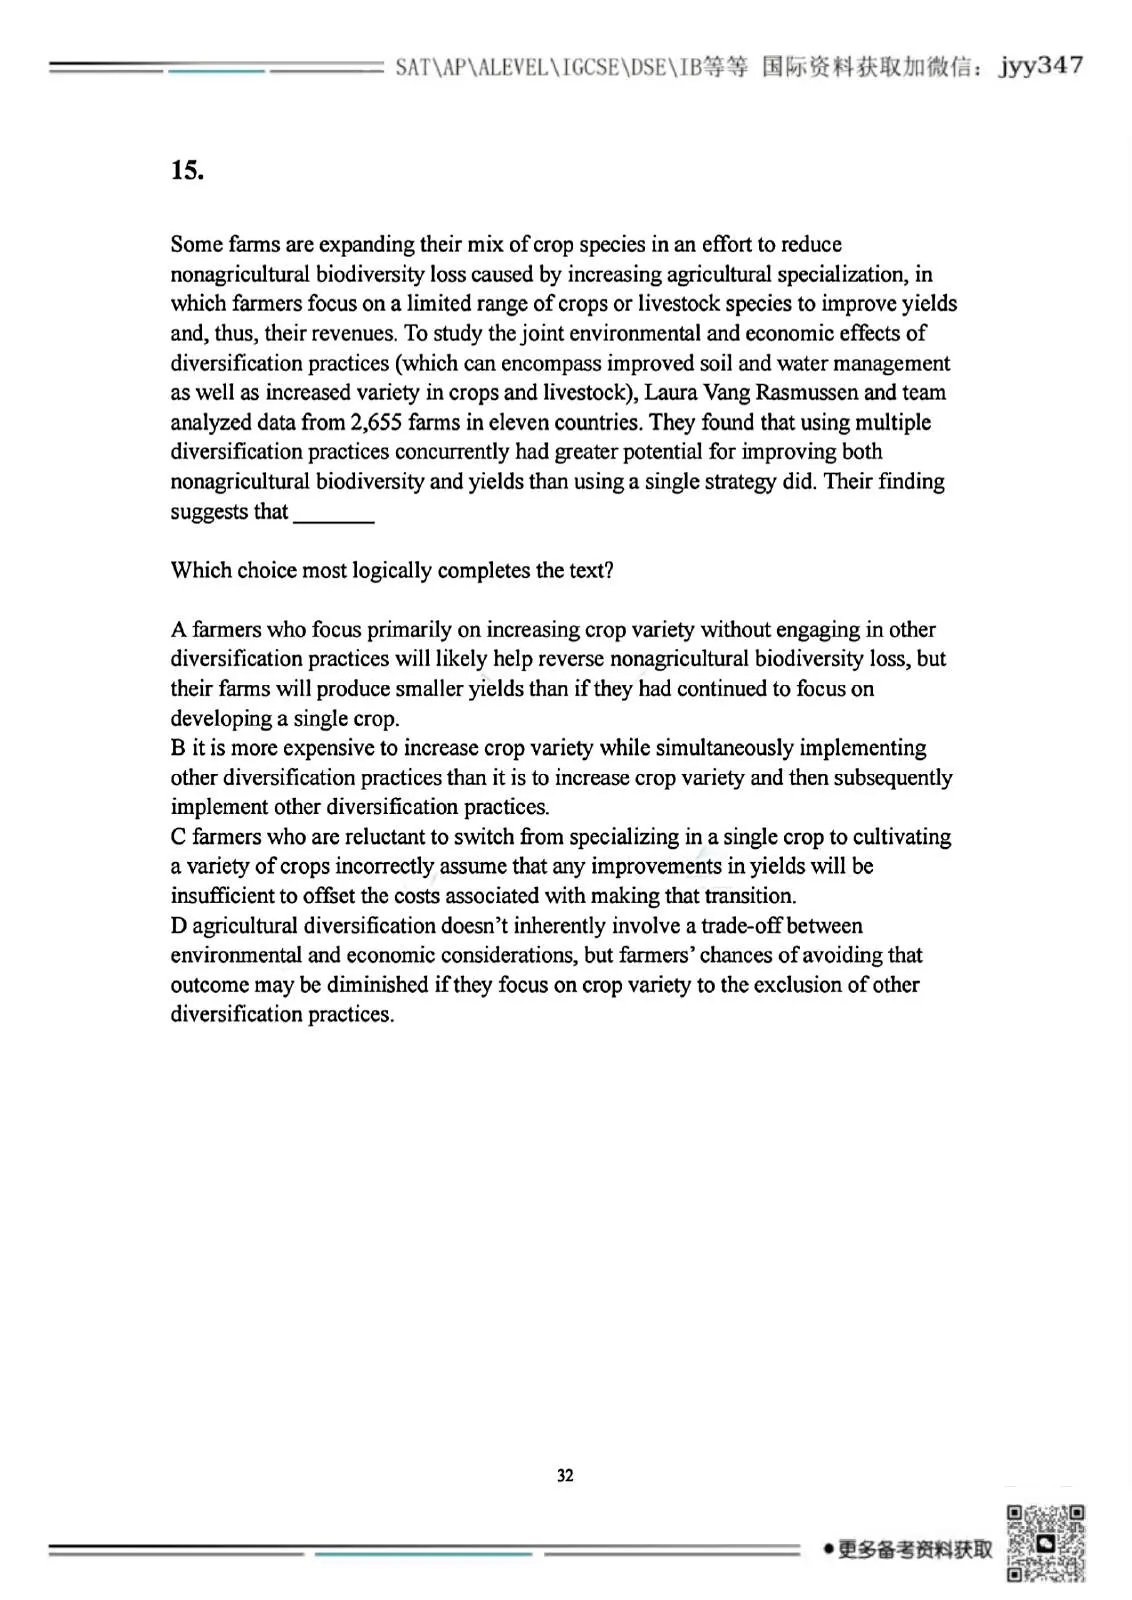 SAT\AP\ALEVEL\IGCSE\DSE\IB等等 国际资料获取加微信：jyy347
15.
Some farms are expanding their mix of crop species in an effort to reduce
nonagricultural biodiversity loss caused by increasing agricultural specialization, in
which farmers focus on a limited range of crops or livestock species to improve yields
and, thus, their revenues. To study the joint environmental and economic effects of
diversification practices (which can encompass improved soil and water management
as well as increased variety in crops and livestock), Laura Vang Rasmussen and team
analyzed data from 2,655 farms in eleven countries. They found that using multiple
diversification practices concurrently had greater potential for improving both
nonagricultural biodiversity and yields than using a single strategy did. Their finding
suggests that _______
Which choice most logically completes the text?
A farmers who focus primarily on increasing crop variety without engaging in other
diversification practices will likely help reverse nonagricultural biodiversity loss, but
their farms will produce smaller yields than if they had continued to focus on
developing a single crop.
B it is more expensive to increase crop variety while simultaneously implementing
other diversification practices than it is to increase crop variety and then subsequently
implement other diversification practices.
C farmers who are reluctant to switch from specializing in a single crop to cultivating
a variety of crops incorrectly assume that any improvements in yields will be
insufficient to offset the costs associated with making that transition.
D agricultural diversification doesn't inherently involve a trade-off between
environmental and economic considerations, but farmers' chances of avoiding that
outcome may be diminished if they focus on crop variety to the exclusion of other
diversification practices.
32
●更多备考资料获取